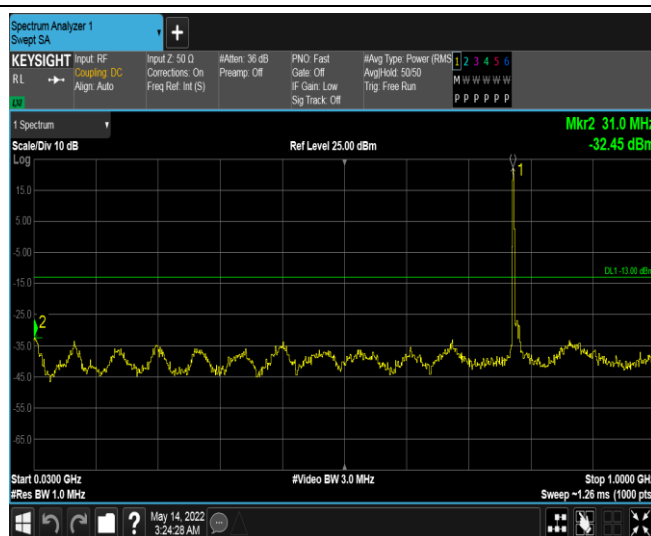 Spectrum Analyzer 1
Swept SA
+
KEYSIGHT
RL
LXI
Input: RF
Coupling: DC
Align: Auto
Input Z: 50 Ω
Corrections: On
Freq Ref: Int (S)
#Atten: 36 dB
Preamp: Off
PNO: Fast
Gate: Off
IF Gain: Low
Sig Track: Off
#Avg Type: Power (RMS
Avg|Hold: 50/50
Trig: Free Run
1 2 3 4 5 6
M W W W W W
P P P P P P
1 Spectrum
Mkr2 31.0 MHz
Scale/Div 10 dB
Ref Level 25.00 dBm
-32.45 dBm
Log
1
15.0
5.00
-5.00
DL1 -13.00 dBm
-15.0
-25.0
2
-35.0
-45.0
-55.0
-65.0
Start 0.0300 GHz
#Video BW 3.0 MHz
Stop 1.0000 GHz
#Res BW 1.0 MHz
Sweep ~1.26 ms (1000 pts)
?
May 14, 2022
3:24:28 AM